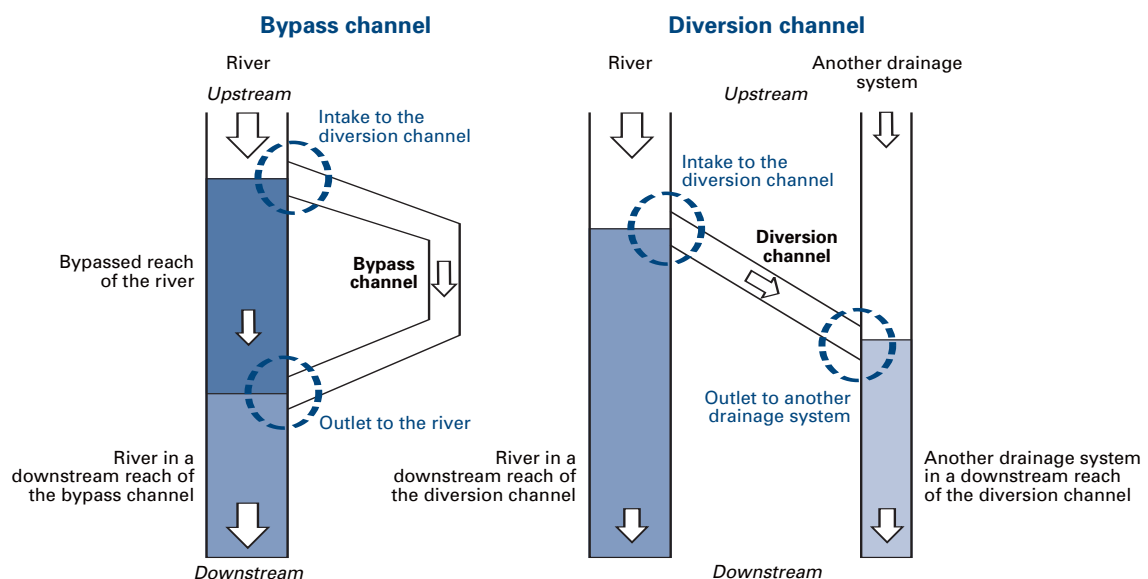 Bypass channel
River
Upstream
Intake to the
diversion channel
Bypassed reach
of the river
Bypass
channel
Outlet to the river
River in a
downstream reach of
the bypass channel
Downstream
Diversion channel
River
Upstream
Another drainage
system
Intake to the
diversion channel
Diversion
channel
Outlet to another
drainage system
River in a
downstream reach
of the diversion channel
Another drainage system
in a downstream reach
of the diversion channel
Downstream